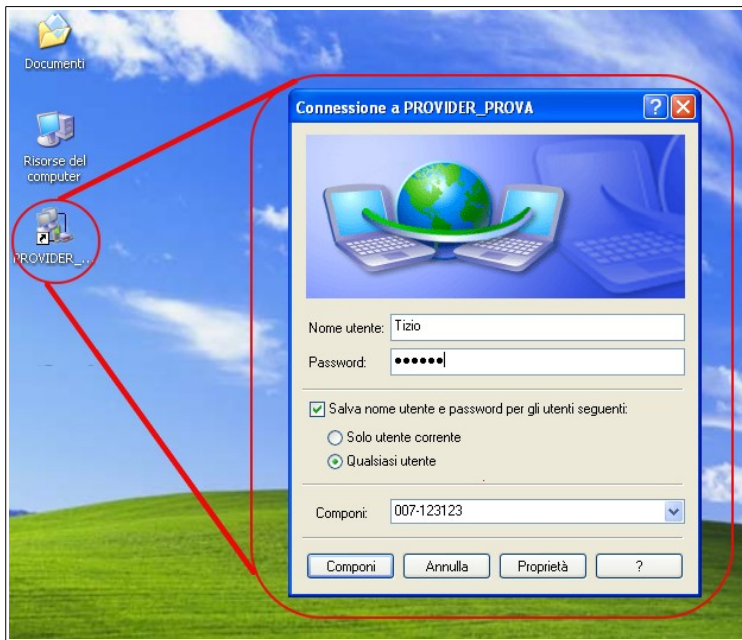 Documenti
Risorse del
computer
PROVIDER_...
Connessione a PROVIDER_PROVA
?
Nome utente: Tizio
Password: ●●●●●●
Salva nome utente e password per gli utenti seguenti:
Solo utente corrente
Qualsiasi utente
Componi: 007-123123
Componi Annulla Proprietà ?